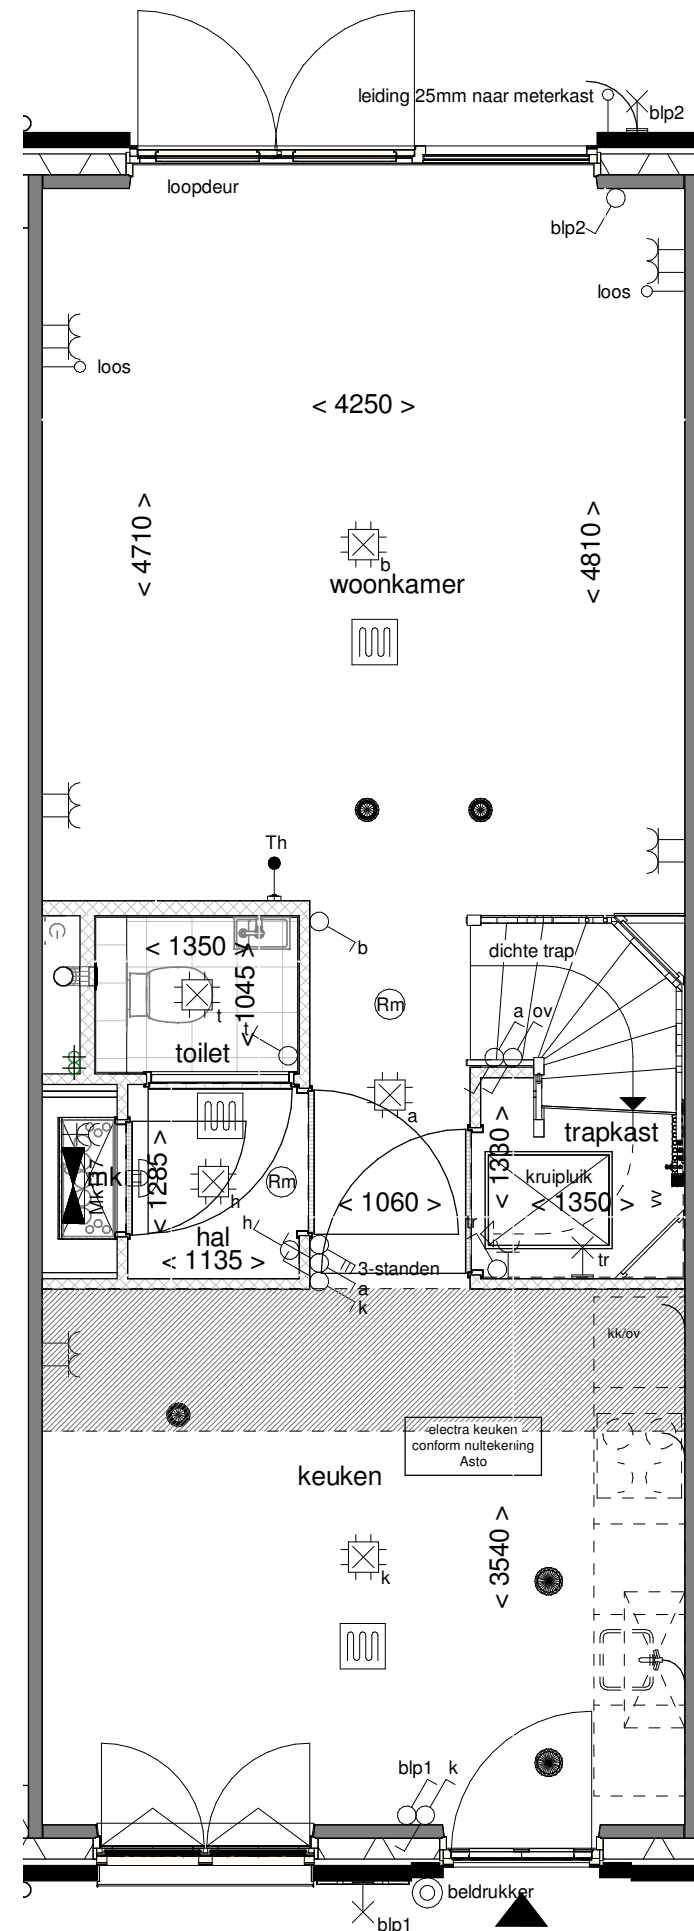 leiding 25mm naar meterkast
blp2
loopdeur
blp2
loos
loos
< 4250 >
< 4710 >
< 4810 >
b
woonkamer
Th
b
< 1350 >
< 1045 >
t
t
toilet
Rm
a
dichte trap
a ov
trapkast
< 1330 >
kruipluik
< 1350 >
vv
tr
tr
mk
< 1285 >
h
Rm
h
hal
< 1135 >
< 1060 >
3-standen
a
k
kk/ov
electra keuken
conform nultekening
Asto
keuken
< 3540 >
k
blp1 k
beldrukker
blp1